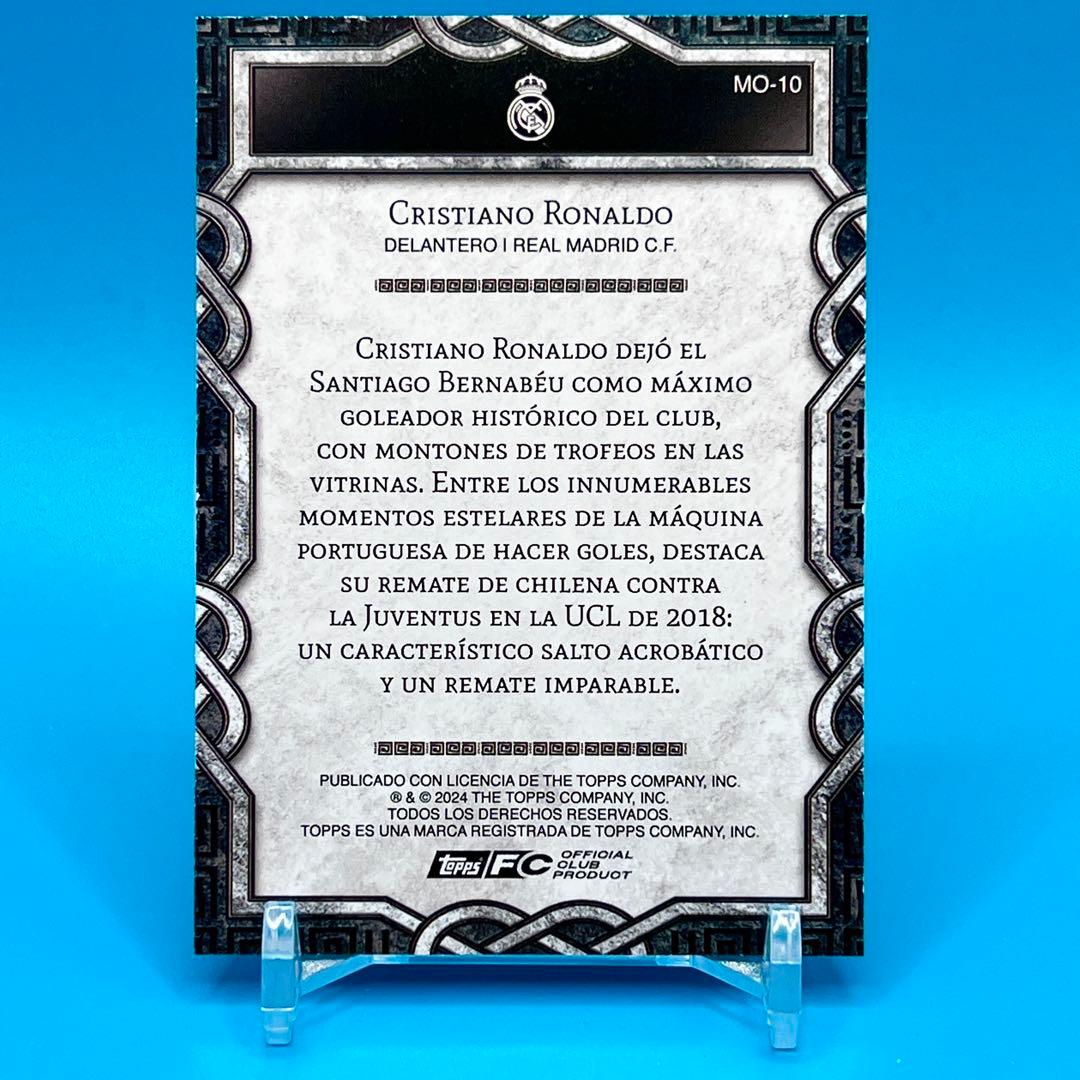 MO-10
Cristiano Ronaldo
DELANTERO | REAL MADRID C.F.
Cristiano Ronaldo dejó el
Santiago Bernabéu como máximo
goleador histórico del club,
con montones de trofeos en las
vitrinas. Entre los innumerables
momentos estelares de la máquina
portuguesa de hacer goles, destaca
su remate de chilena contra
la Juventus en la UCL de 2018:
un característico salto acrobático
y un remate imparable.
PUBLICADO CON LICENCIA DE THE TOPPS COMPANY, INC.
® & © 2024 THE TOPPS COMPANY, INC.
TODOS LOS DERECHOS RESERVADOS.
TOPPS ES UNA MARCA REGISTRADA DE TOPPS COMPANY, INC.
topps FC OFFICIAL
CLUB
PRODUCT